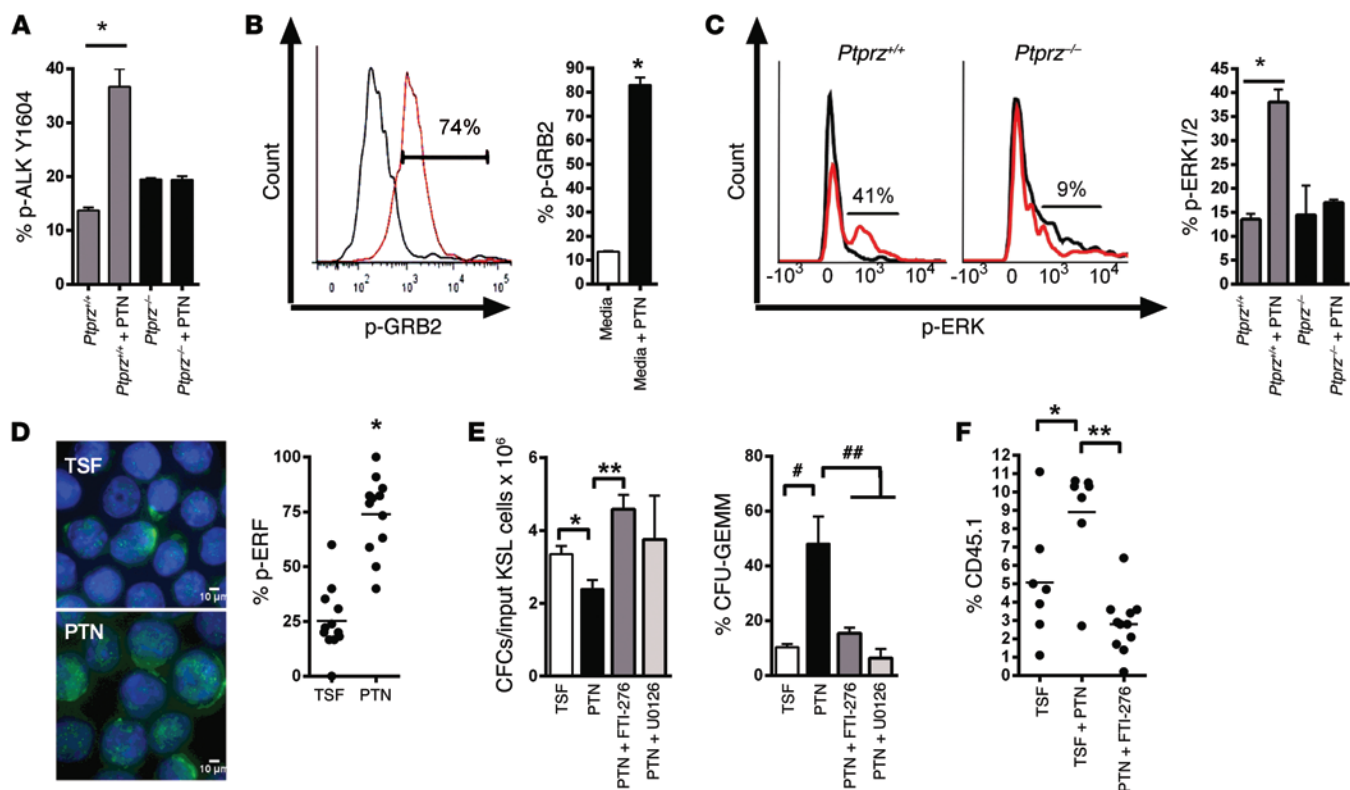 A
*
% p-ALK Y1604
40
30
20
10
0
Ptprz+/+
Ptprz+/+ + PTN
Ptprz–/–
Ptprz–/– + PTN
B
Count
74%
0 10² 10³ 10⁴ 10⁵
p-GRB2
% p-GRB2
*
90
80
70
60
50
40
30
20
10
0
Media
Media + PTN
C
Ptprz+/+
Ptprz–/–
Count
41%
9%
-10³ 0 10³ 10⁴
-10³ 0 10³ 10⁴
p-ERK
% p-ERK1/2
*
45
40
35
30
25
20
15
10
5
0
Ptprz+/+
Ptprz+/+ + PTN
Ptprz–/–
Ptprz–/– + PTN
D
TSF
10 µm
PTN
10 µm
% p-ERF
*
100
75
50
25
0
TSF
PTN
E
CFCs/input KSL cells x 10⁶
*
**
6
4
2
0
TSF
PTN
PTN + FTI-276
PTN + U0126
% CFU-GEMM
#
##
80
60
40
20
0
TSF
PTN
PTN + FTI-276
PTN + U0126
F
% CD45.1
*
**
12
11
10
9
8
7
6
5
4
3
2
1
0
TSF
TSF + PTN
PTN + FTI-276